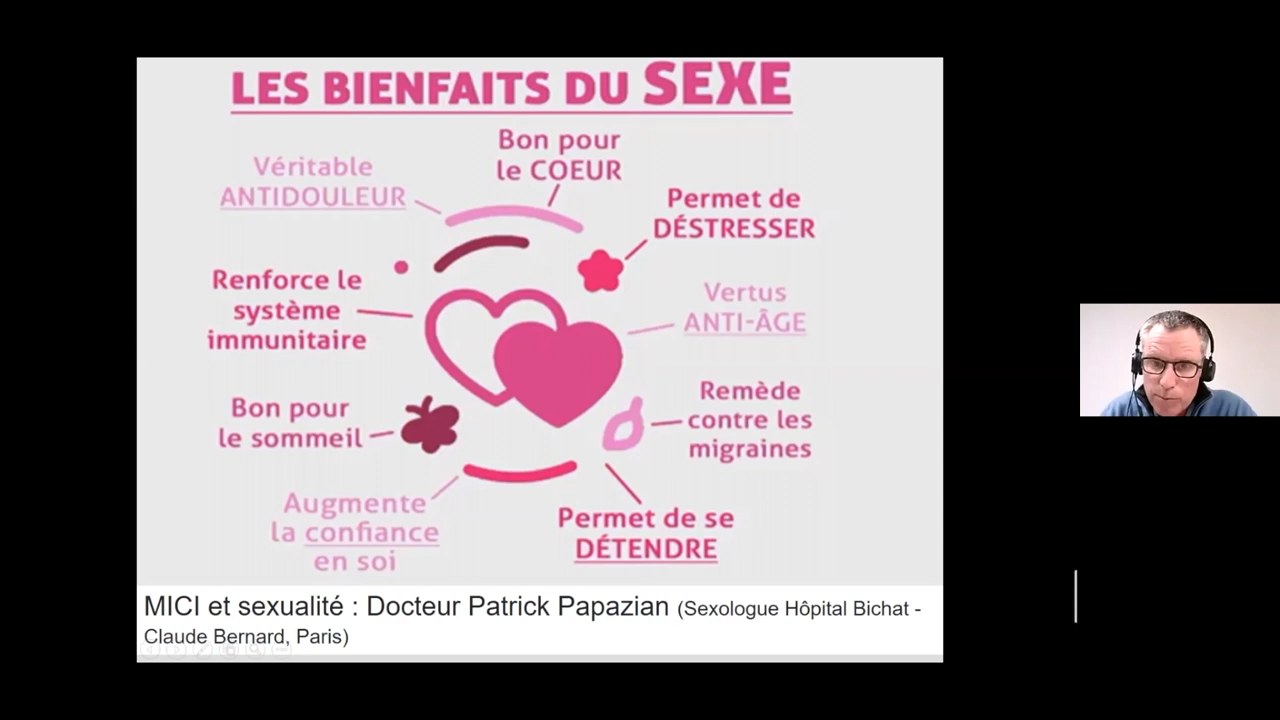 LES BIENFAITS DU SEXE
Bon pour
le COEUR
Véritable
ANTIDOULEUR
Permet de
DÉSTRESSER
Renforce le
système
immunitaire
Vertus
ANTI-ÂGE
Bon pour
le sommeil
Remède
contre les
migraines
Augmente
la confiance
en soi
Permet de se
DÉTENDRE
MICI et sexualité : Docteur Patrick Papazian (Sexologue Hôpital Bichat -
Claude Bernard, Paris)